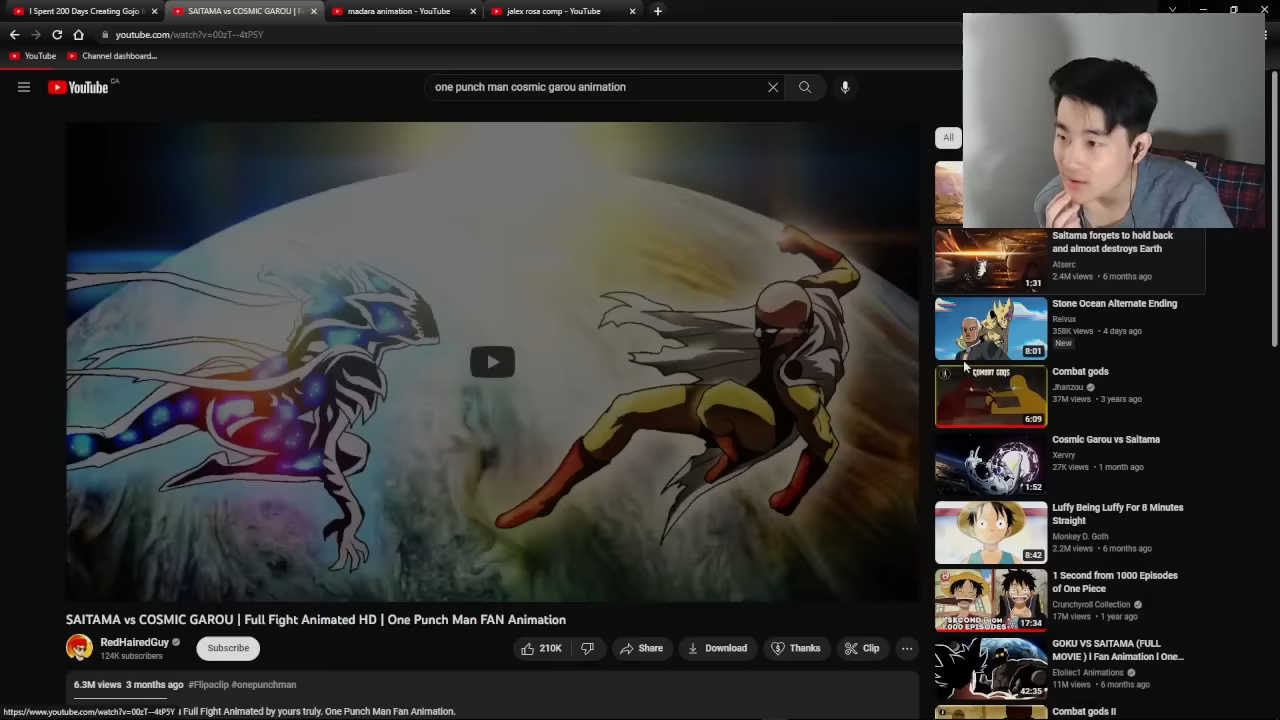 I Spent 200 Days Creating Gojo
SAITAMA vs COSMIC GAROU | Fu
madara animation - YouTube
jalex rosa comp - YouTube
youtube.com/watch?v=00zT--4tP5Y
YouTube
Channel dashboard...
YouTube CA
one punch man cosmic garou animation
All
Saitama forgets to hold back
and almost destroys Earth
Atserc
2.4M views • 6 months ago
1:31
Stone Ocean Alternate Ending
Reivux
358K views • 4 days ago
New
8:01
COMBAT GODS
Combat gods
Jhanzou
37M views • 3 years ago
6:09
Cosmic Garou vs Saitama
Xervry
27K views • 1 month ago
1:52
Luffy Being Luffy For 8 Minutes
Straight
Monkey D. Goth
2.2M views • 6 months ago
8:42
1 Second from 1000 Episodes
of One Piece
Crunchyroll Collection
17M views • 1 year ago
17:34
GOKU VS SAITAMA (FULL
MOVIE ) l Fan Animation l One...
Etoilec1 Animations
11M views • 6 months ago
42:35
Combat gods II
SAITAMA vs COSMIC GAROU | Full Fight Animated by I | One Punch Man FAN Animation
RedHairedGuy
124K subscribers
Subscribe
210K
Share
Download
Thanks
Clip
6.3M views 3 months ago #Flipaclip #onepunchman
https://www.youtube.com/watch?v=00zT--4tP5Y
Full Fight Animated by yours truly. One Punch Man Fan Animation.